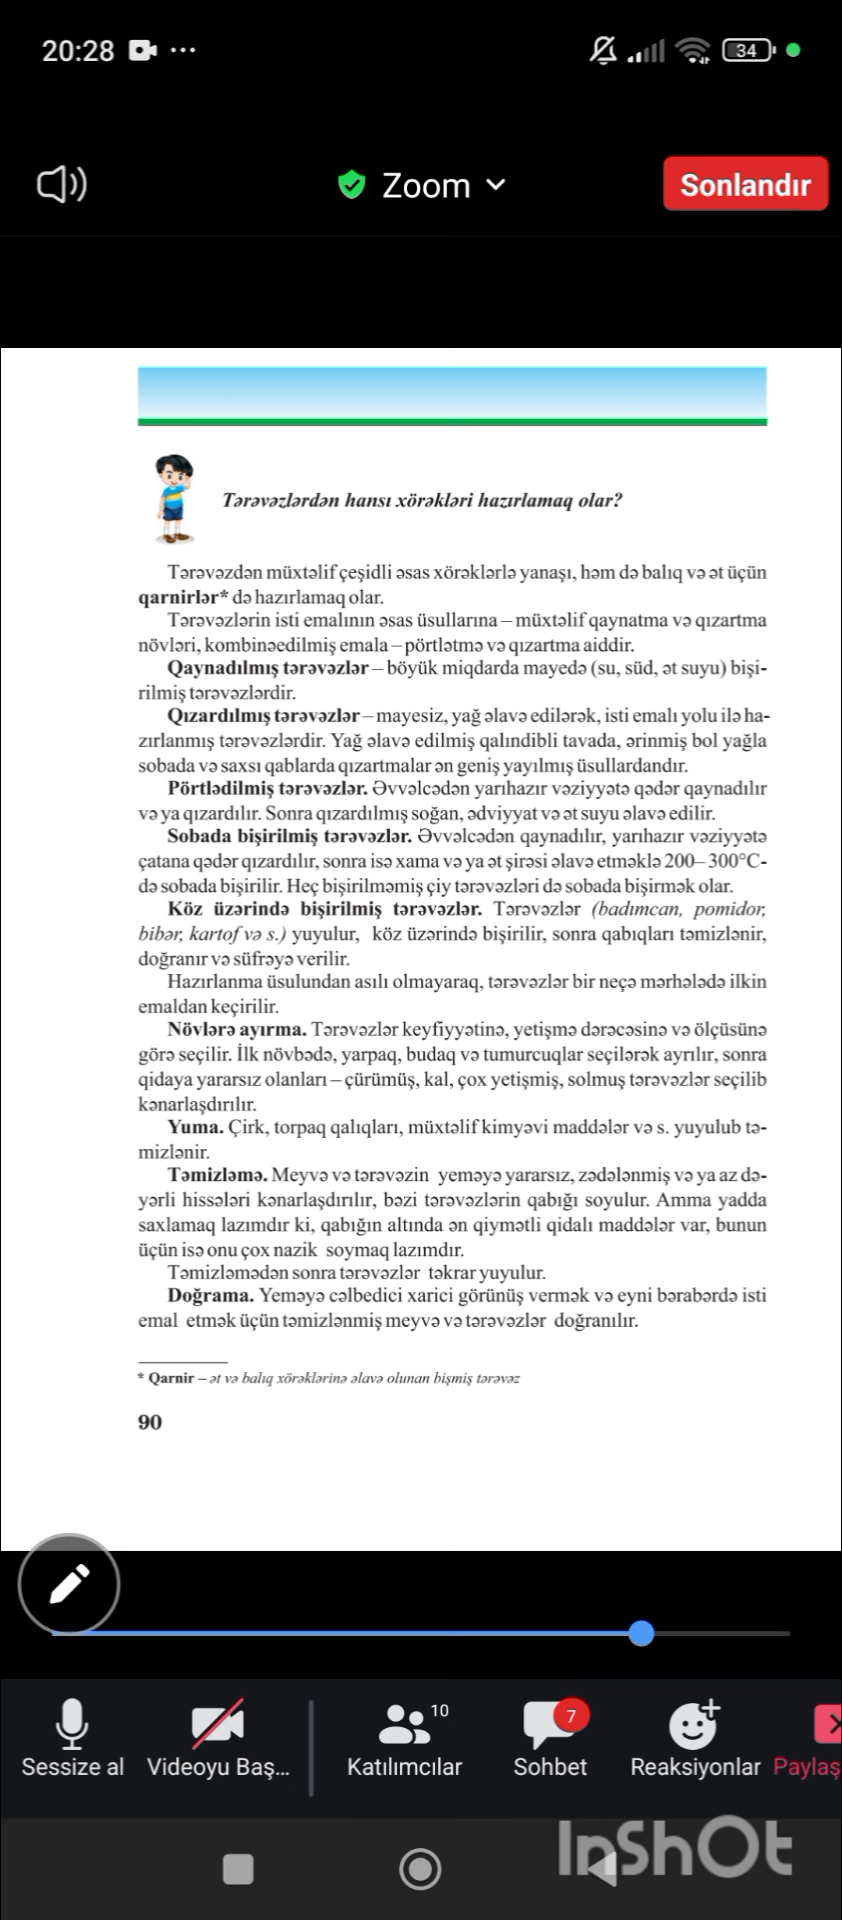 20:28
34
Zoom
Sonlandır
Tərəvəzlərdən hansı xörəkləri hazırlamaq olar?
Tərəvəzdən müxtəlif çeşidli əsas xörəklərlə yanaşı, həm də balıq və ət üçün
qarnirlər* də hazırlamaq olar.
Tərəvəzlərin isti emalının əsas üsullarına – müxtəlif qaynatma və qızartma
növləri, kombinəedilmiş emala – pörtlətmə və qızartma aiddir.
Qaynadılmış tərəvəzlər – böyük miqdarda mayedə (su, süd, ət suyu) bişi-
rilmiş tərəvəzlərdir.
Qızardılmış tərəvəzlər – mayesiz, yağ əlavə edilərək, isti emalı yolu ilə ha-
zırlanmış tərəvəzlərdir. Yağ əlavə edilmiş qalındibli tavada, ərinmiş bol yağla
sobada və saxsı qablarda qızartmalar ən geniş yayılmış üsullardandır.
Pörtlədilmiş tərəvəzlər. Əvvəlcədən yarıhazır vəziyyətə qədər qaynadılır
və ya qızardılır. Sonra qızardılmış soğan, ədviyyat və ət suyu əlavə edilir.
Sobada bişirilmiş tərəvəzlər. Əvvəlcədən qaynadılır, yarıhazır vəziyyətə
çatana qədər qızardılır, sonra isə xama və ya ət şirəsi əlavə etməklə 200– 300°C-
də sobada bişirilir. Heç bişirilməmiş çiy tərəvəzləri də sobada bişirmək olar.
Köz üzərində bişirilmiş tərəvəzlər. Tərəvəzlər (badımcan, pomidor,
bibər, kartof və s.) yuyulur, köz üzərində bişirilir, sonra qabıqları təmizlənir,
doğranır və süfrəyə verilir.
Hazırlanma üsulundan asılı olmayaraq, tərəvəzlər bir neçə mərhələdə ilkin
emaldan keçirilir.
Növlərə ayırma. Tərəvəzlər keyfiyyətinə, yetişmə dərəcəsinə və ölçüsünə
görə seçilir. İlk növbədə, yarpaq, budaq və tumurcuqlar seçilərək ayrılır, sonra
qidaya yararsız olanları – çürümüş, kal, çox yetişmiş, solmuş tərəvəzlər seçilib
kənarlaşdırılır.
Yuma. Çirk, torpaq qalıqları, müxtəlif kimyəvi maddələr və s. yuyulub tə-
mizlənir.
Təmizləmə. Meyvə və tərəvəzin yeməyə yararsız, zədələnmiş və ya az də-
yərli hissələri kənarlaşdırılır, bəzi tərəvəzlərin qabığı soyulur. Amma yadda
saxlamaq lazımdır ki, qabığın altında ən qiymətli qidalı maddələr var, bunun
üçün isə onu çox nazik soymaq lazımdır.
Təmizləmədən sonra tərəvəzlər təkrar yuyulur.
Doğrama. Yeməyə cəlbedici xarici görünüş vermək və eyni bərabərdə isti
emal etmək üçün təmizlənmiş meyvə və tərəvəzlər doğranılır.
* Qarnir – ət və balıq xörəklərinə əlavə olunan bişmiş tərəvəz
90
10
7
Sessize al
Videoyu Baş...
Katılımcılar
Sohbet
Reaksiyonlar
Paylaş
InShOt